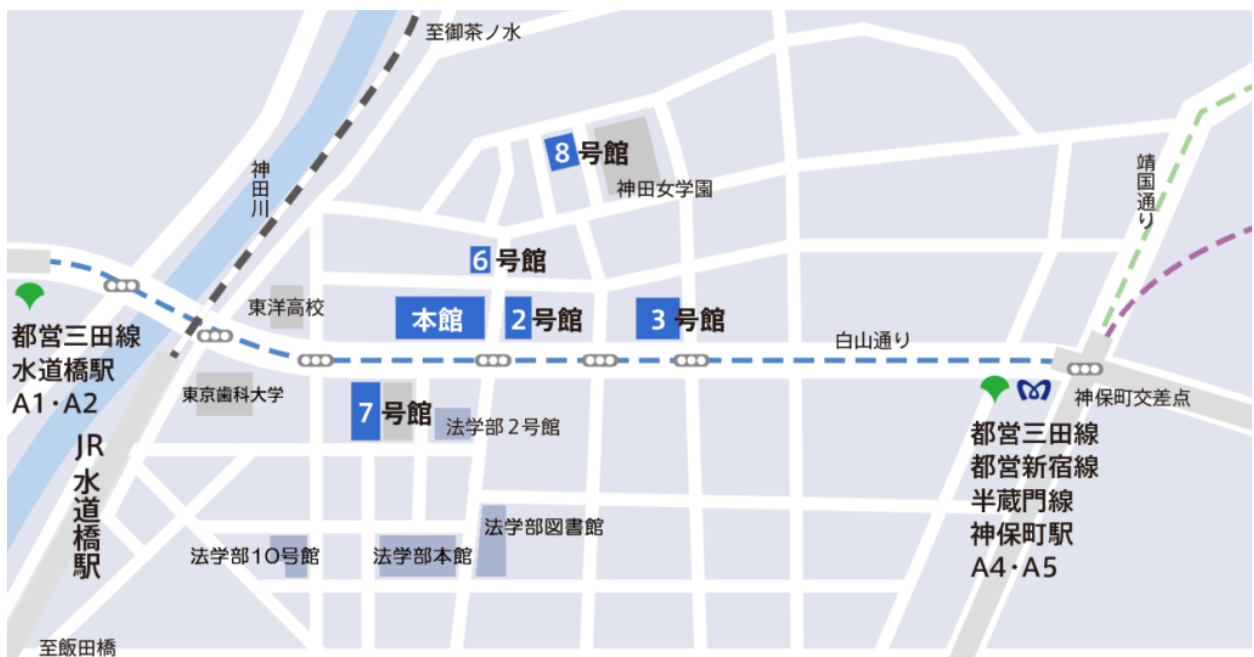 至御茶ノ水
8 号館
神田女学園
神田川
靖国通り
6 号館
東洋高校
本館
2 号館
3 号館
白山通り
都営三田線
水道橋駅
A1・A2
東京歯科大学
7 号館
法学部2号館
神保町交差点
JR水道橋駅
都営三田線
都営新宿線
半蔵門線
神保町駅
A4・A5
法学部図書館
法学部10号館
法学部本館
至飯田橋